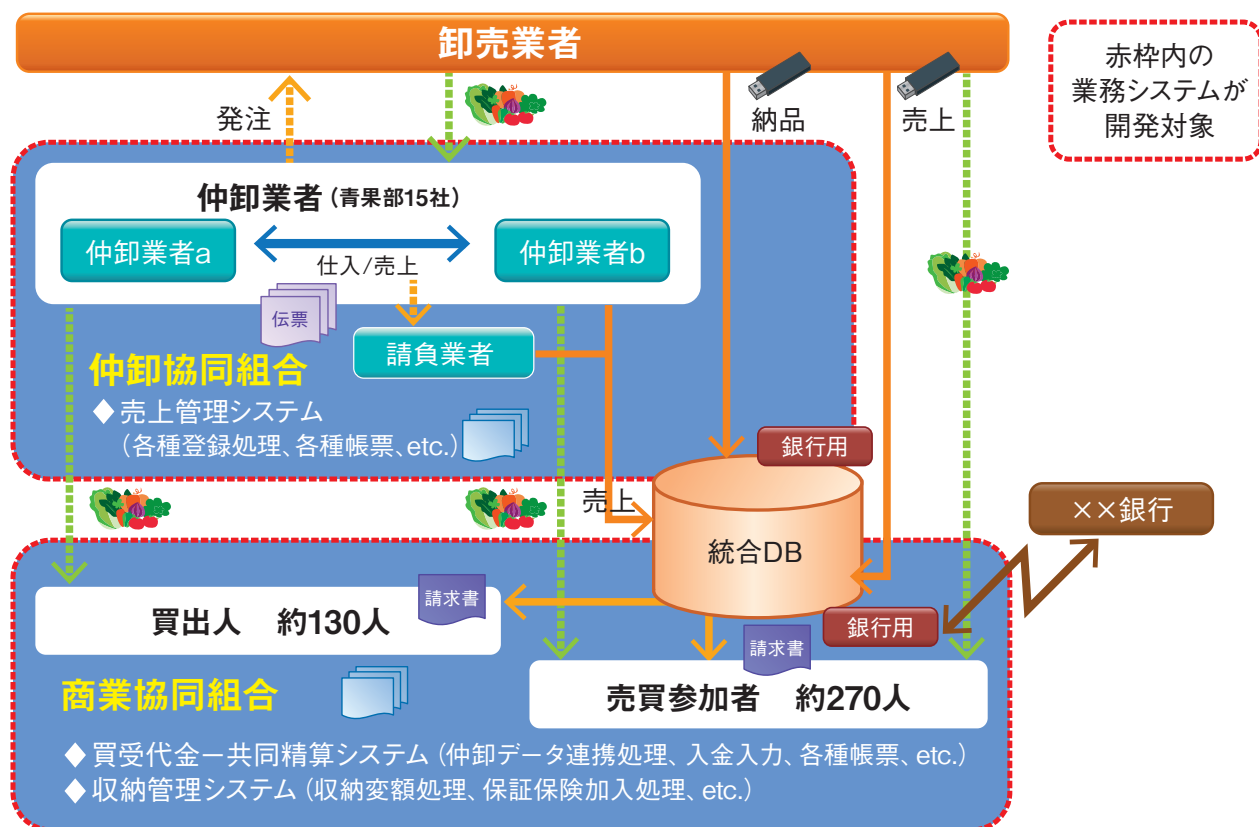 卸売業者
赤枠内の
業務システムが
開発対象
発注
納品
売上
仲卸業者（青果部15社）
仲卸業者a
仲卸業者b
仕入/売上
伝票
請負業者
仲卸協同組合
◆ 売上管理システム
（各種登録処理、各種帳票、etc.）
銀行用
売上
統合DB
××銀行
請求書
買出人　約130人
銀行用
請求書
売買参加者　約270人
商業協同組合
◆ 買受代金ー共同精算システム（仲卸データ連携処理、入金入力、各種帳票、etc.）
◆ 収納管理システム（収納変額処理、保証保険加入処理、etc.）